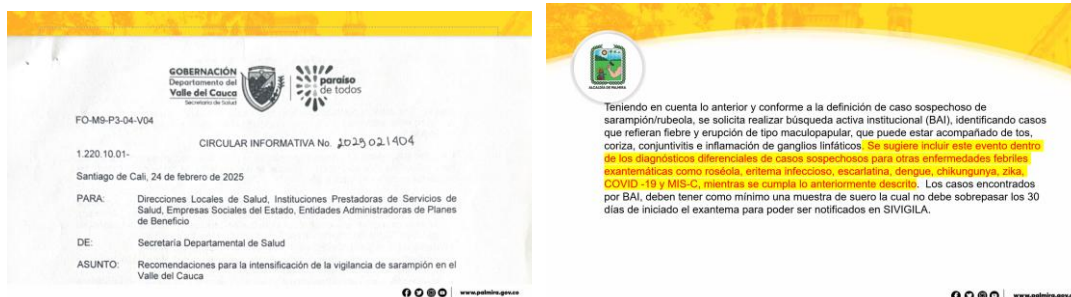 GOBERNACIÓN
Departamento del
Valle del Cauca
Secretaría de Salud
paraíso
de todos
FO-M9-P3-04-V04
CIRCULAR INFORMATIVA No. 2025021404
1.220.10.01-
Santiago de Cali, 24 de febrero de 2025
PARA: Direcciones Locales de Salud, Instituciones Prestadoras de Servicios de
Salud, Empresas Sociales del Estado, Entidades Administradoras de Planes
de Beneficio
DE: Secretaría Departamental de Salud
ASUNTO: Recomendaciones para la intensificación de la vigilancia de sarampión en el
Valle del Cauca
www.palmira.gov.co
ALCALDÍA DE PALMIRA
Teniendo en cuenta lo anterior y conforme a la definición de caso sospechoso de
sarampión/rubeola, se solicita realizar búsqueda activa institucional (BAI), identificando casos
que refieran fiebre y erupción de tipo maculopapular, que puede estar acompañado de tos,
coriza, conjuntivitis e inflamación de ganglios linfáticos. Se sugiere incluir este evento dentro
de los diagnósticos diferenciales de casos sospechosos para otras enfermedades febriles
exantemáticas como roséola, eritema infeccioso, escarlatina, dengue, chikungunya, zika,
COVID -19 y MIS-C, mientras se cumpla lo anteriormente descrito. Los casos encontrados
por BAI, deben tener como mínimo una muestra de suero la cual no debe sobrepasar los 30
días de iniciado el exantema para poder ser notificados en SIVIGILA.